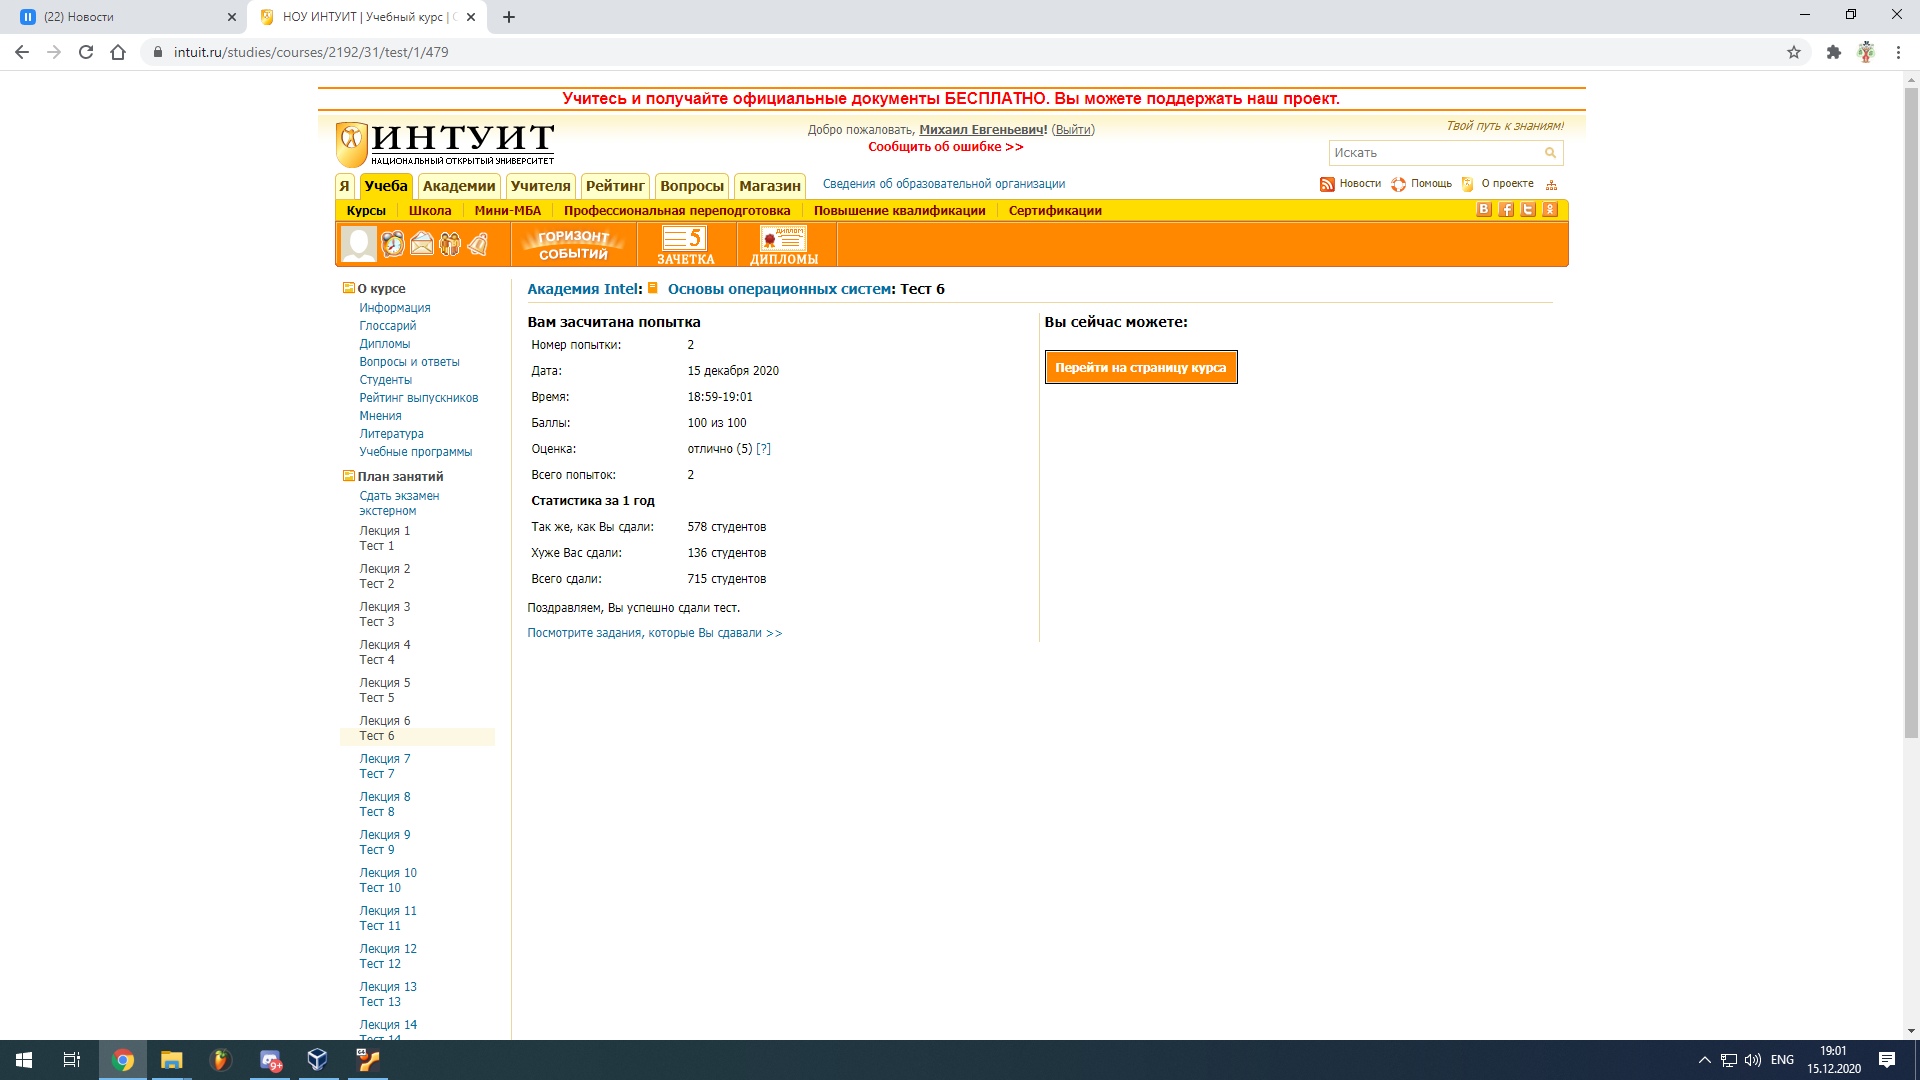 (22) Новости
НОУ ИНТУИТ | Учебный курс |
intuit.ru/studies/courses/2192/31/test/1/479
Учитесь и получайте официальные документы БЕСПЛАТНО. Вы можете поддержать наш проект.
ИНТУИТ
НАЦИОНАЛЬНЫЙ ОТКРЫТЫЙ УНИВЕРСИТЕТ
Добро пожаловать, Михаил Евгеньевич! (Выйти)
Сообщить об ошибке >>
Твой путь к знаниям!
Искать
Я Учеба Академии Учителя Рейтинг Вопросы Магазин Сведения об образовательной организации Новости Помощь О проекте
Курсы Школа Мини-МБА Профессиональная переподготовка Повышение квалификации Сертификации
ГОРИЗОНТ СОБЫТИЙ
5
ЗАЧЕТКА
ДИПЛОМ
ДИПЛОМЫ
О курсе
Информация
Глоссарий
Дипломы
Вопросы и ответы
Студенты
Рейтинг выпускников
Мнения
Литература
Учебные программы
План занятий
Сдать экзамен
экстерном
Лекция 1
Тест 1
Лекция 2
Тест 2
Лекция 3
Тест 3
Лекция 4
Тест 4
Лекция 5
Тест 5
Лекция 6
Тест 6
Лекция 7
Тест 7
Лекция 8
Тест 8
Лекция 9
Тест 9
Лекция 10
Тест 10
Лекция 11
Тест 11
Лекция 12
Тест 12
Лекция 13
Тест 13
Лекция 14
Тест 14
Академия Intel: Основы операционных систем: Тест 6
Вам засчитана попытка
Номер попытки: 2
Дата: 15 декабря 2020
Время: 18:59-19:01
Баллы: 100 из 100
Оценка: отлично (5) [?]
Всего попыток: 2
Статистика за 1 год
Так же, как Вы сдали: 578 студентов
Хуже Вас сдали: 136 студентов
Всего сдали: 715 студентов
Поздравляем, Вы успешно сдали тест.
Посмотрите задания, которые Вы сдавали >>
Вы сейчас можете:
Перейти на страницу курса
9+
64
ENG
19:01
15.12.2020